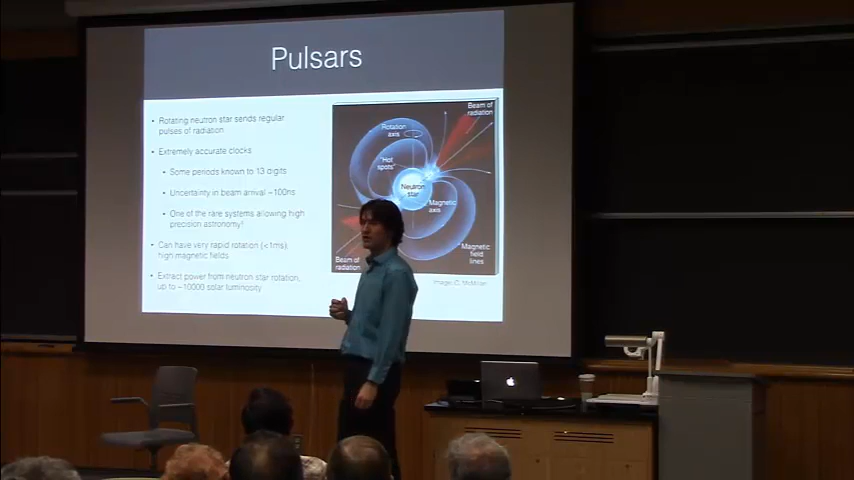 Pulsars
• Rotating neutron star sends regular
pulses of radiation
• Extremely accurate clocks
• Some periods known to 13 digits
• Uncertainty in beam arrival ~100ns
• One of the rare systems allowing high
precision astronomy!
• Can have very rapid rotation (<1ms)
high magnetic fields
• Extract power from neutron star rotation,
up to ~10000 solar luminosity
Beam of
radiation
Rotation
axis
"Hot
spots"
Neutron
star
Magnetic
axis
Magnetic
field
lines
Beam of
radiation
Image: C. McMiller